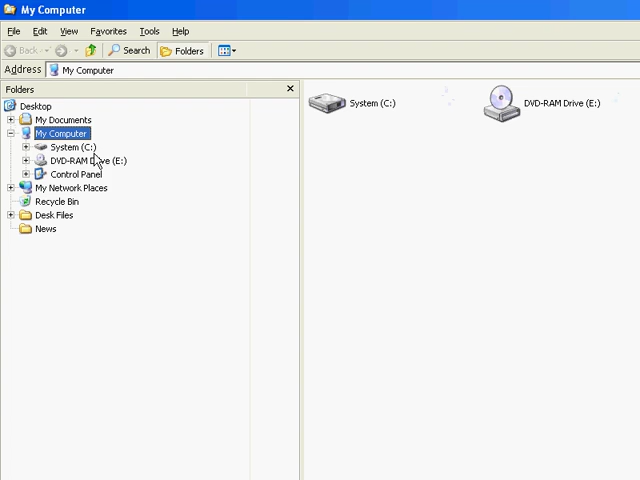 My Computer
File Edit View Favorites Tools Help
Back Search Folders
Address My Computer
Folders
Desktop
My Documents
My Computer
System (C:)
DVD-RAM Drive (E:)
Control Panel
My Network Places
Recycle Bin
Desk Files
News
System (C:)
DVD-RAM Drive (E:)